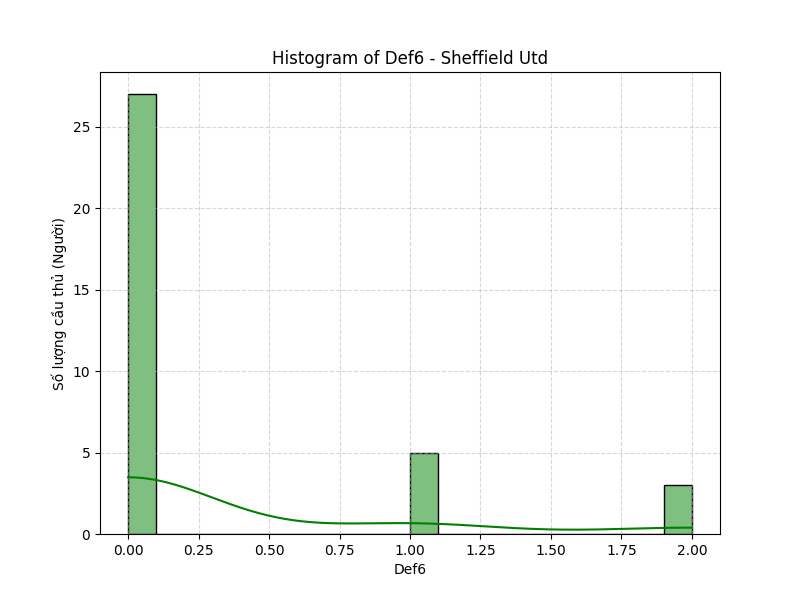 Histogram of Def6 - Sheffield Utd
Số lượng cầu thủ (Người)
25
20
15
10
5
0
0.00 0.25 0.50 0.75 1.00 1.25 1.50 1.75 2.00
Def6